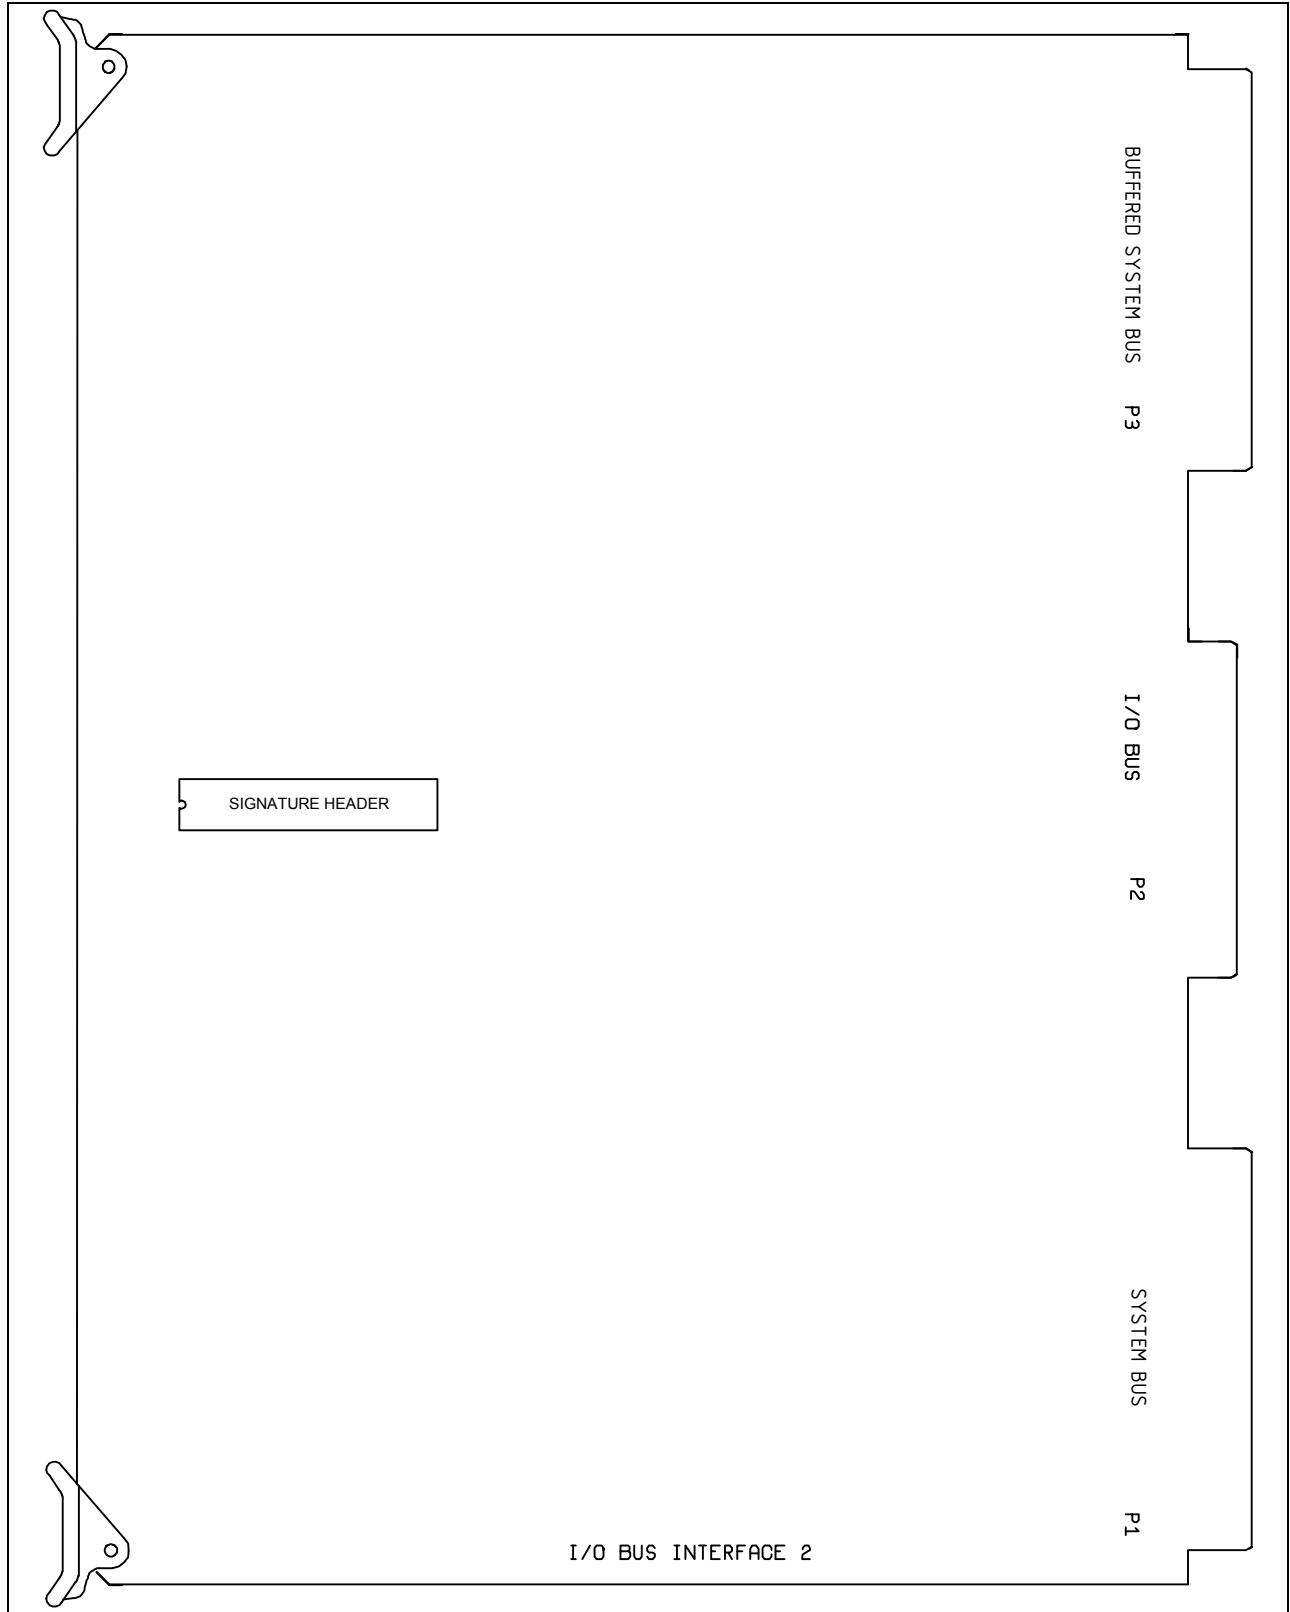 BUFFERED SYSTEM BUS P3
I/O BUS P2
SIGNATURE HEADER
SYSTEM BUS P1
I/O BUS INTERFACE 2